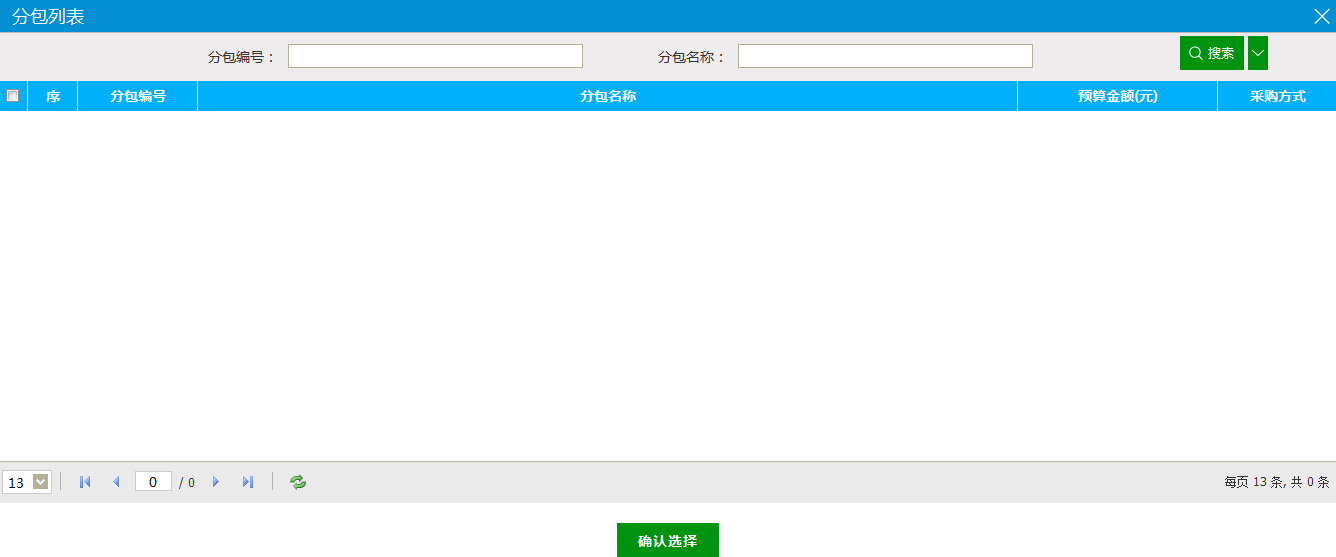 分包列表
分包编号： 分包名称： 搜索
序 分包编号 分包名称 预算金额(元) 采购方式
13 0 / 0 每页 13 条, 共 0 条
确认选择